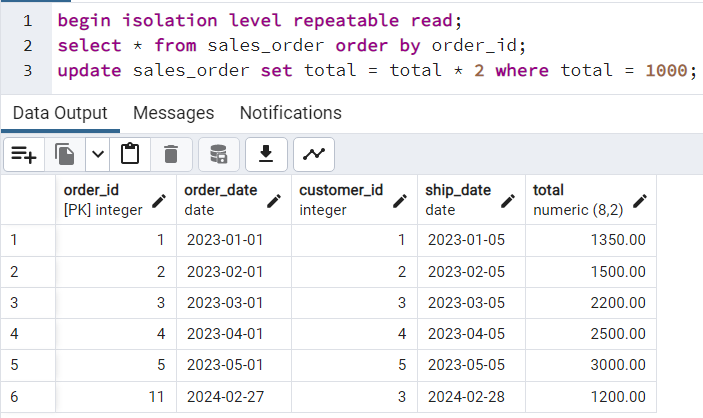 1 begin isolation level repeatable read;
2 select * from sales_order order by order_id;
3 update sales_order set total = total * 2 where total = 1000;
Data Output Messages Notifications
order_id order_date customer_id ship_date total
[PK] integer date integer date numeric (8,2)
1 1 2023-01-01 1 2023-01-05 1350.00
2 2 2023-02-01 2 2023-02-05 1500.00
3 3 2023-03-01 3 2023-03-05 2200.00
4 4 2023-04-01 4 2023-04-05 2500.00
5 5 2023-05-01 5 2023-05-05 3000.00
6 11 2024-02-27 3 2024-02-28 1200.00